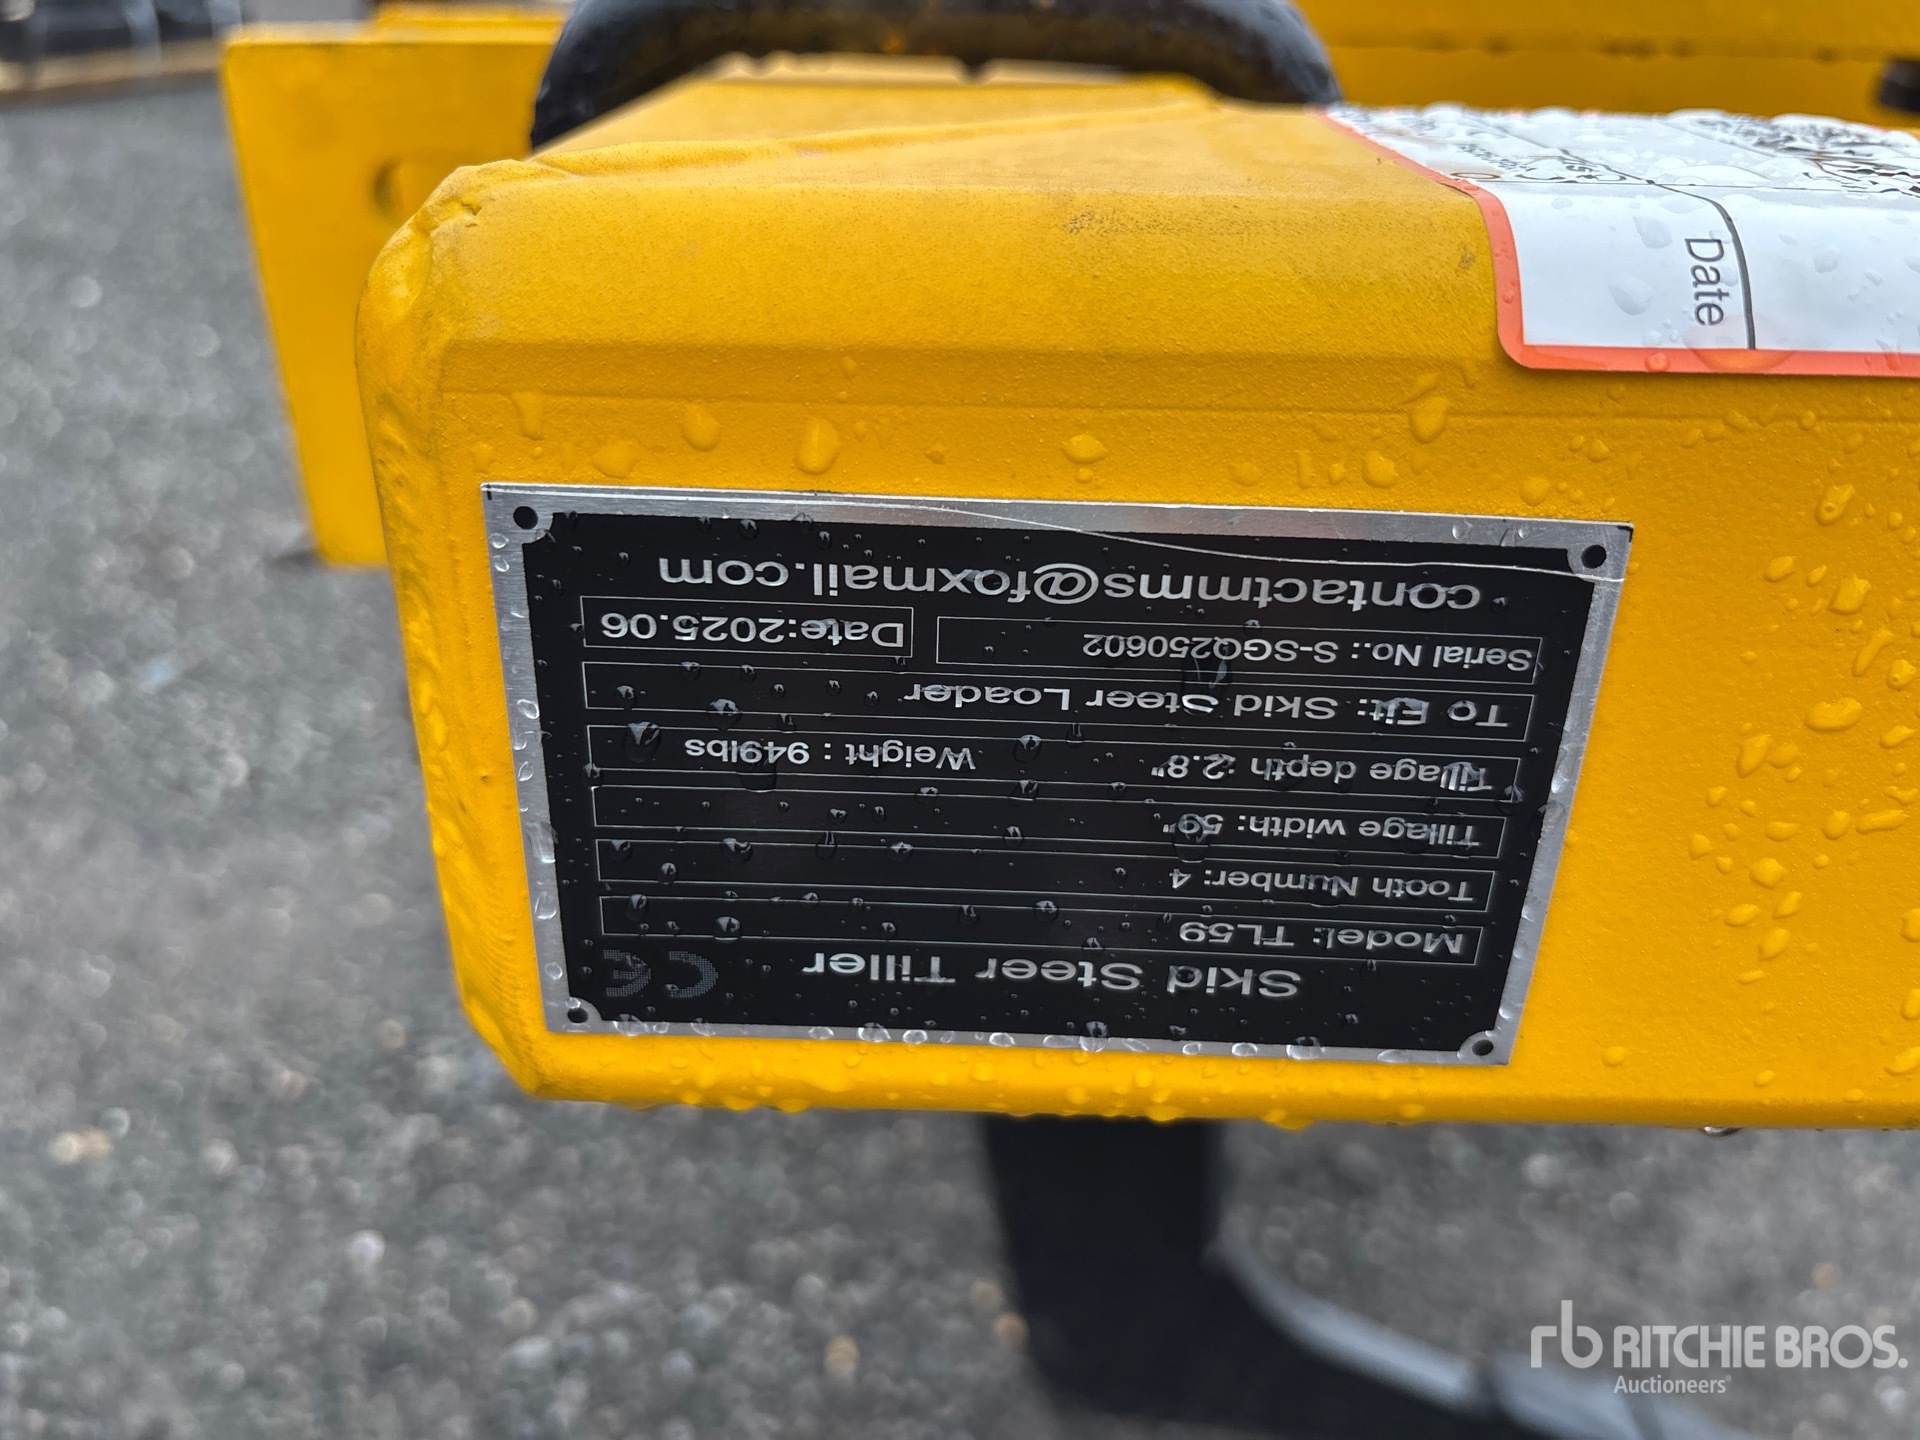 Skid Steer Tiller CE
Model: TL59
Tooth Number: 4
Tillage width: 59"
Tillage depth :2.8" Weight : 949lbs
To Fit: Skid Steer Loader
Serial No.: S-SGQ250602 Date:2025.06
contactmms@foxmail.com
Date
rb RITCHIE BROS.
Auctioneers